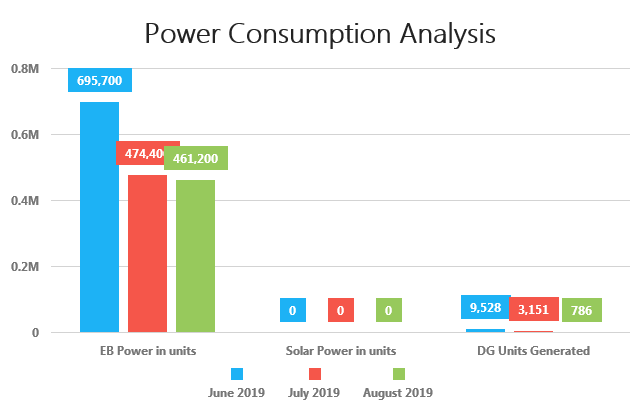 Power Consumption Analysis
0.8M
695,700
0.6M
474,400
461,200
0.4M
0.2M
9,528
3,151
786
0
0
0
0
EB Power in units
Solar Power in units
DG Units Generated
June 2019
July 2019
August 2019